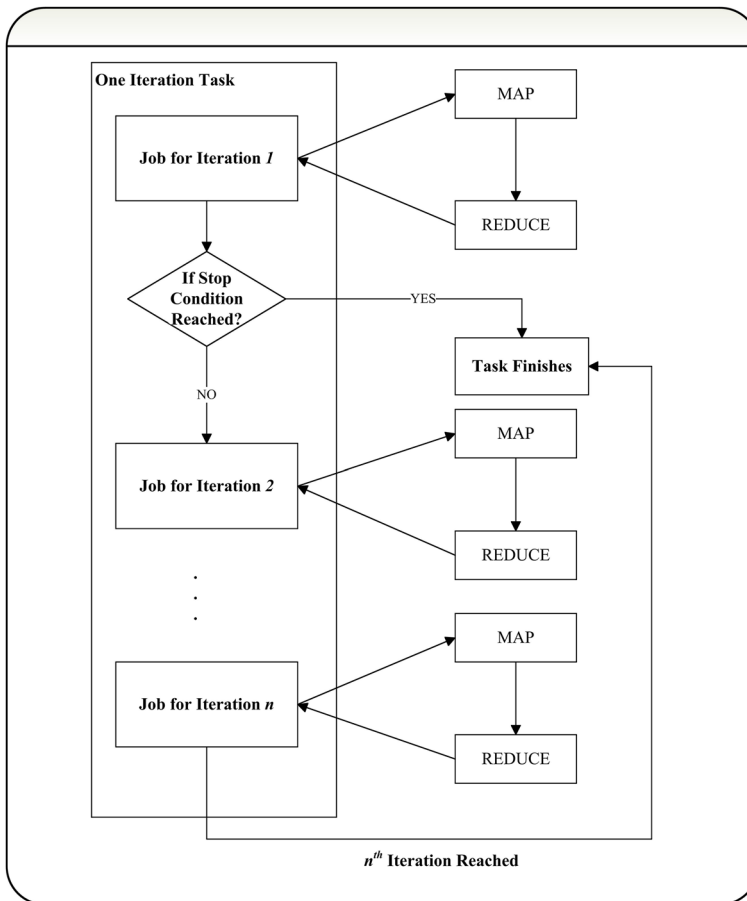 One Iteration Task
MAP
Job for Iteration 1
REDUCE
If Stop
Condition
Reached?
YES
Task Finishes
NO
MAP
Job for Iteration 2
REDUCE
.
.
.
MAP
Job for Iteration n
REDUCE
nth Iteration Reached